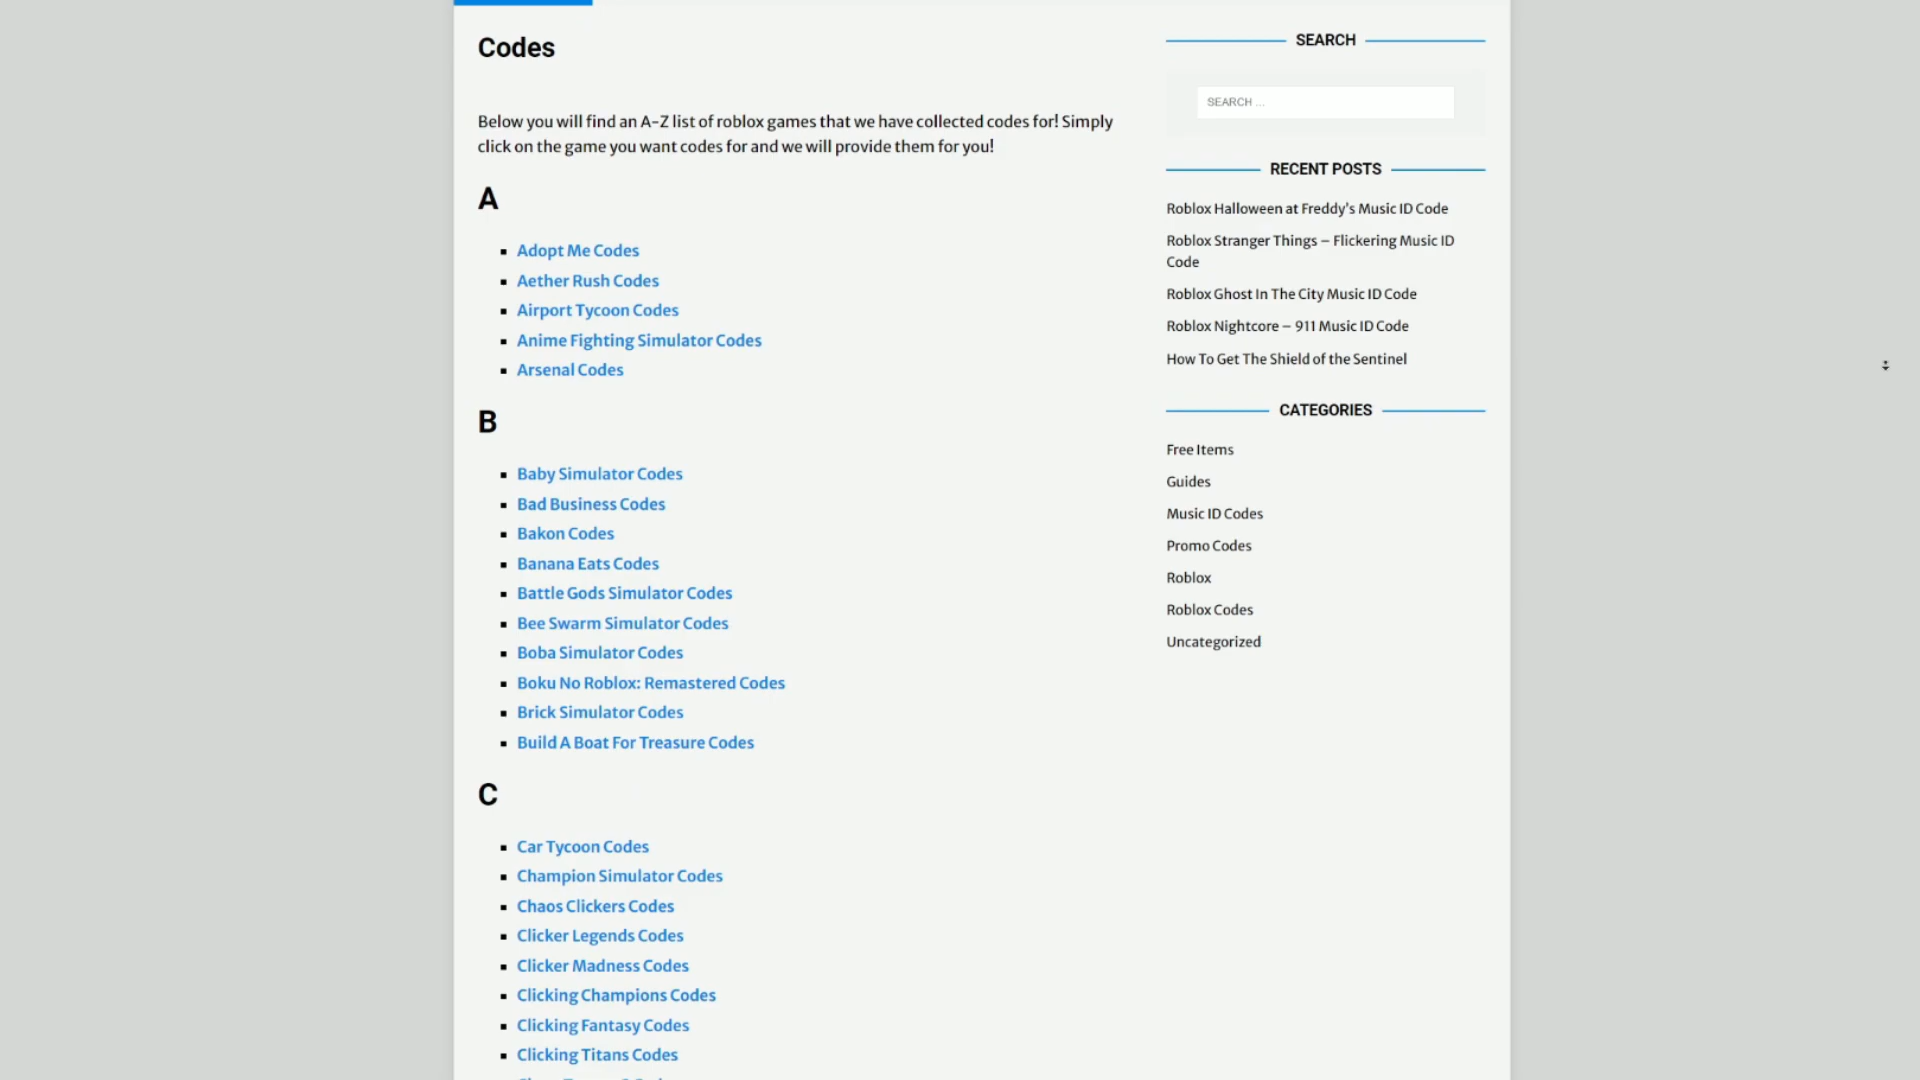 Codes
Below you will find an A-Z list of roblox games that we have collected codes for! Simply
click on the game you want codes for and we will provide them for you!
A
Adopt Me Codes
Aether Rush Codes
Airport Tycoon Codes
Anime Fighting Simulator Codes
Arsenal Codes
B
Baby Simulator Codes
Bad Business Codes
Bakon Codes
Banana Eats Codes
Battle Gods Simulator Codes
Bee Swarm Simulator Codes
Boba Simulator Codes
Boku No Roblox: Remastered Codes
Brick Simulator Codes
Build A Boat For Treasure Codes
C
Car Tycoon Codes
Champion Simulator Codes
Chaos Clickers Codes
Clicker Legends Codes
Clicker Madness Codes
Clicking Champions Codes
Clicking Fantasy Codes
Clicking Titans Codes
SEARCH
SEARCH ...
RECENT POSTS
Roblox Halloween at Freddy's Music ID Code
Roblox Stranger Things – Flickering Music ID
Code
Roblox Ghost In The City Music ID Code
Roblox Nightcore – 911 Music ID Code
How To Get The Shield of the Sentinel
CATEGORIES
Free Items
Guides
Music ID Codes
Promo Codes
Roblox
Roblox Codes
Uncategorized